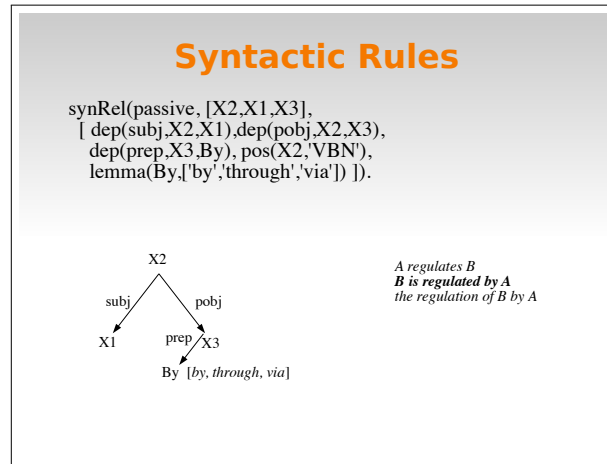 Syntactic Rules
synRel(passive, [X2,X1,X3],
[ dep(subj,X2,X1),dep(pobj,X2,X3),
dep(prep,X3,By), pos(X2,'VBN'),
lemma(By,['by','through','via']) ]).
X2
subj
pobj
X1
prep
X3
By [by, through, via]
A regulates B
B is regulated by A
the regulation of B by A